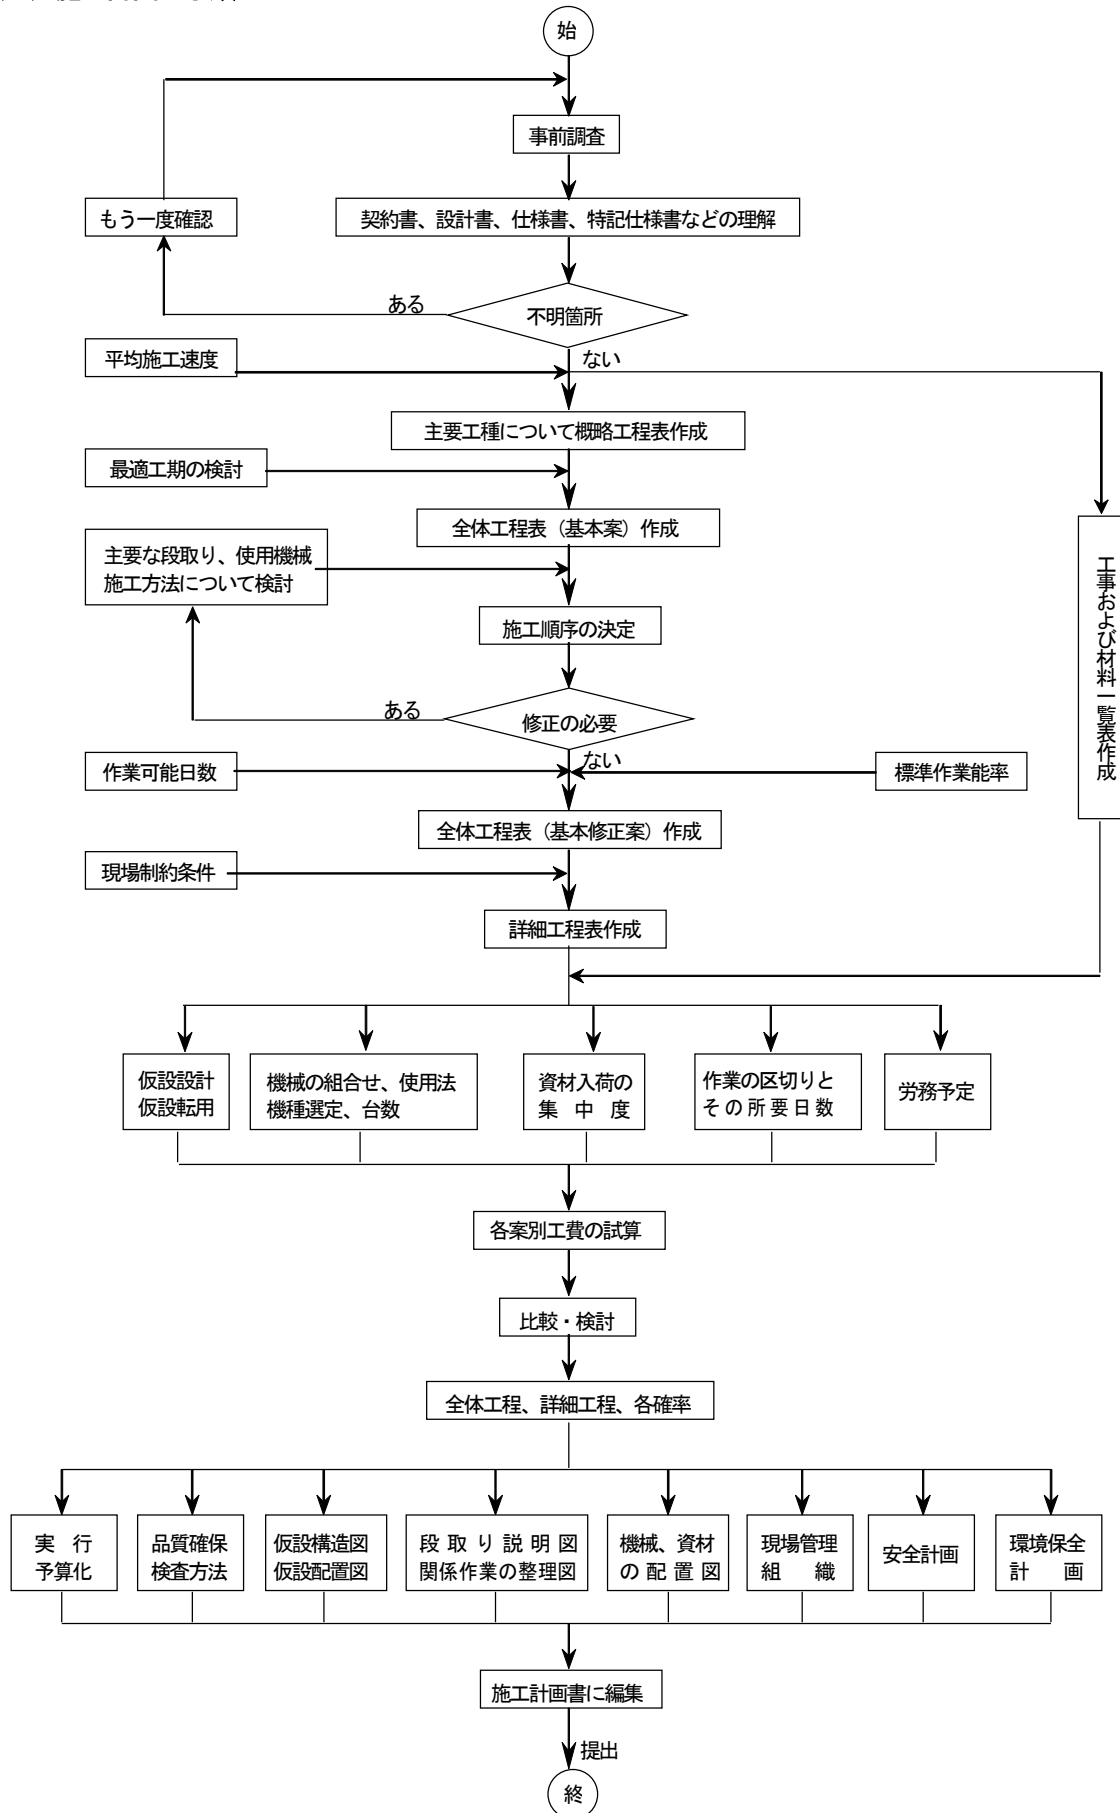 始
事前調査
もう一度確認
契約書、設計書、仕様書、特記仕様書などの理解
ある
不明箇所
平均施工速度
ない
主要工種について概略工程表作成
最適工期の検討
全体工程表（基本案）作成
主要な段取り、使用機械
施工方法について検討
工事および材料一覧表作成
施工順序の決定
ある
修正の必要
作業可能日数
ない
標準作業能率
全体工程表（基本修正案）作成
現場制約条件
詳細工程表作成
仮設設計
仮設転用
機械の組合せ、使用法
機種選定、台数
資材入荷の
集中度
作業の区切りと
その所要日数
労務予定
各案別工費の試算
比較・検討
全体工程、詳細工程、各確率
実行
予算化
品質確保
検査方法
仮設構造図
仮設配置図
段取り説明図
関係作業の整理図
機械、資材
の配置図
現場管理
組織
安全計画
環境保全
計画
施工計画書に編集
提出
終